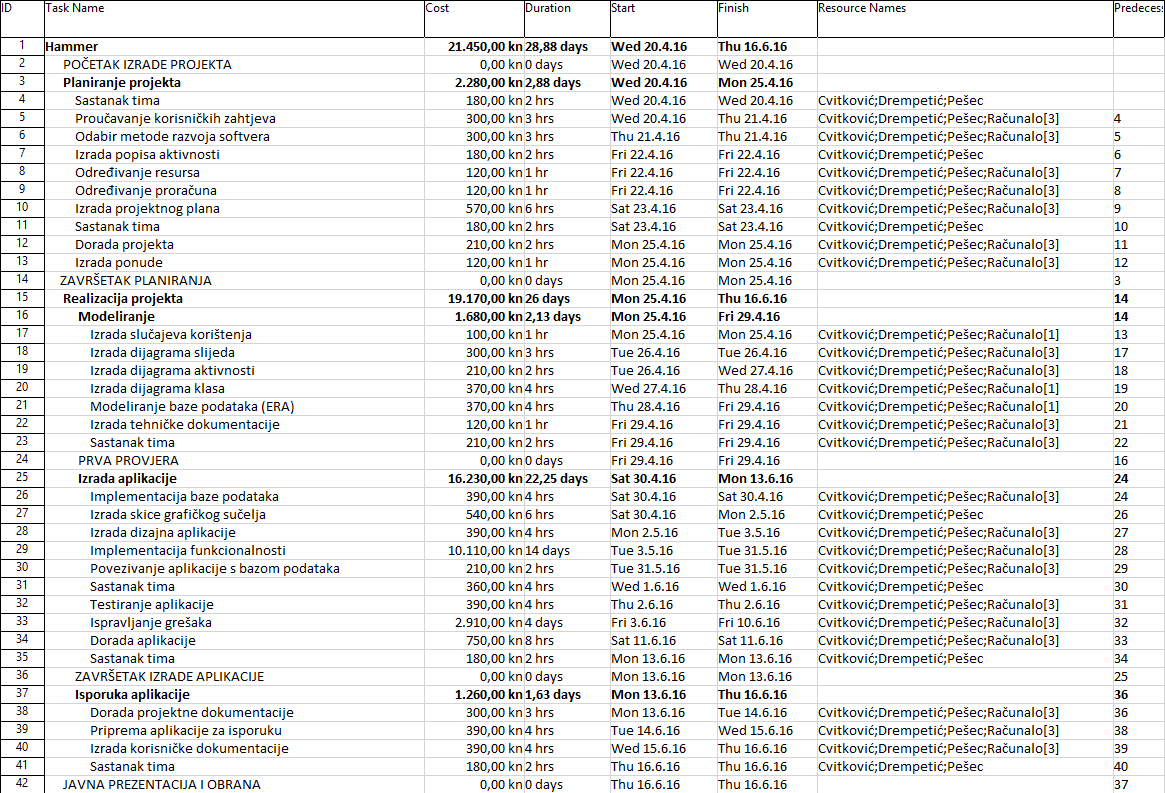 ID Task Name Cost Duration Start Finish Resource Names Predecess
1 Hammer 21.450,00 kn 28,88 days Wed 20.4.16 Thu 16.6.16
2 POČETAK IZRADE PROJEKTA 0,00 kn 0 days Wed 20.4.16 Wed 20.4.16
3 Planiranje projekta 2.280,00 kn 2,88 days Wed 20.4.16 Mon 25.4.16
4 Sastanak tima 180,00 kn 2 hrs Wed 20.4.16 Wed 20.4.16 Cvitković;Drempetić;Pešec
5 Proučavanje korisničkih zahtjeva 300,00 kn 3 hrs Wed 20.4.16 Thu 21.4.16 Cvitković;Drempetić;Pešec;Računalo[3] 4
6 Odabir metode razvoja softvera 300,00 kn 3 hrs Thu 21.4.16 Thu 21.4.16 Cvitković;Drempetić;Pešec;Računalo[3] 5
7 Izrada popisa aktivnosti 180,00 kn 2 hrs Fri 22.4.16 Fri 22.4.16 Cvitković;Drempetić;Pešec 6
8 Određivanje resursa 120,00 kn 1 hr Fri 22.4.16 Fri 22.4.16 Cvitković;Drempetić;Pešec;Računalo[3] 7
9 Određivanje proračuna 120,00 kn 1 hr Fri 22.4.16 Fri 22.4.16 Cvitković;Drempetić;Pešec;Računalo[3] 8
10 Izrada projektnog plana 570,00 kn 6 hrs Sat 23.4.16 Sat 23.4.16 Cvitković;Drempetić;Pešec;Računalo[3] 9
11 Sastanak tima 180,00 kn 2 hrs Sat 23.4.16 Sat 23.4.16 Cvitković;Drempetić;Pešec 10
12 Dorada projekta 210,00 kn 2 hrs Mon 25.4.16 Mon 25.4.16 Cvitković;Drempetić;Pešec;Računalo[3] 11
13 Izrada ponude 120,00 kn 1 hr Mon 25.4.16 Mon 25.4.16 Cvitković;Drempetić;Pešec;Računalo[3] 12
14 ZAVRŠETAK PLANIRANJA 0,00 kn 0 days Mon 25.4.16 Mon 25.4.16 3
15 Realizacija projekta 19.170,00 kn 26 days Mon 25.4.16 Thu 16.6.16 14
16 Modeliranje 1.680,00 kn 2,13 days Mon 25.4.16 Fri 29.4.16 14
17 Izrada slučajeva korištenja 100,00 kn 1 hr Mon 25.4.16 Mon 25.4.16 Cvitković;Drempetić;Pešec;Računalo[1] 13
18 Izrada dijagrama slijeda 300,00 kn 3 hrs Tue 26.4.16 Tue 26.4.16 Cvitković;Drempetić;Pešec;Računalo[3] 17
19 Izrada dijagrama aktivnosti 210,00 kn 2 hrs Tue 26.4.16 Wed 27.4.16 Cvitković;Drempetić;Pešec;Računalo[3] 18
20 Izrada dijagrama klasa 370,00 kn 4 hrs Wed 27.4.16 Thu 28.4.16 Cvitković;Drempetić;Pešec;Računalo[1] 19
21 Modeliranje baze podataka (ERA) 370,00 kn 4 hrs Thu 28.4.16 Fri 29.4.16 Cvitković;Drempetić;Pešec;Računalo[1] 20
22 Izrada tehničke dokumentacije 120,00 kn 1 hr Fri 29.4.16 Fri 29.4.16 Cvitković;Drempetić;Pešec;Računalo[3] 21
23 Sastanak tima 210,00 kn 2 hrs Fri 29.4.16 Fri 29.4.16 Cvitković;Drempetić;Pešec;Računalo[3] 22
24 PRVA PROVJERA 0,00 kn 0 days Fri 29.4.16 Fri 29.4.16 16
25 Izrada aplikacije 16.230,00 kn 22,25 days Sat 30.4.16 Mon 13.6.16 24
26 Implementacija baze podataka 390,00 kn 4 hrs Sat 30.4.16 Sat 30.4.16 Cvitković;Drempetić;Pešec;Računalo[3] 24
27 Izrada skice grafičkog sučelja 540,00 kn 6 hrs Sat 30.4.16 Mon 2.5.16 Cvitković;Drempetić;Pešec 26
28 Izrada dizajna aplikacije 390,00 kn 4 hrs Mon 2.5.16 Tue 3.5.16 Cvitković;Drempetić;Pešec;Računalo[3] 27
29 Implementacija funkcionalnosti 10.110,00 kn 14 days Tue 3.5.16 Tue 31.5.16 Cvitković;Drempetić;Pešec;Računalo[3] 28
30 Povezivanje aplikacije s bazom podataka 210,00 kn 2 hrs Tue 31.5.16 Tue 31.5.16 Cvitković;Drempetić;Pešec;Računalo[3] 29
31 Sastanak tima 360,00 kn 4 hrs Wed 1.6.16 Wed 1.6.16 Cvitković;Drempetić;Pešec 30
32 Testiranje aplikacije 390,00 kn 4 hrs Thu 2.6.16 Thu 2.6.16 Cvitković;Drempetić;Pešec;Računalo[3] 31
33 Ispravljanje grešaka 2.910,00 kn 4 days Fri 3.6.16 Fri 10.6.16 Cvitković;Drempetić;Pešec;Računalo[3] 32
34 Dorada aplikacije 750,00 kn 8 hrs Sat 11.6.16 Sat 11.6.16 Cvitković;Drempetić;Pešec;Računalo[3] 33
35 Sastanak tima 180,00 kn 2 hrs Mon 13.6.16 Mon 13.6.16 Cvitković;Drempetić;Pešec 34
36 ZAVRŠETAK IZRADE APLIKACIJE 0,00 kn 0 days Mon 13.6.16 Mon 13.6.16 25
37 Isporuka aplikacije 1.260,00 kn 1,63 days Mon 13.6.16 Thu 16.6.16 36
38 Dorada projektne dokumentacije 300,00 kn 3 hrs Mon 13.6.16 Tue 14.6.16 Cvitković;Drempetić;Pešec;Računalo[3] 36
39 Priprema aplikacije za isporuku 390,00 kn 4 hrs Tue 14.6.16 Wed 15.6.16 Cvitković;Drempetić;Pešec;Računalo[3] 38
40 Izrada korisničke dokumentacije 390,00 kn 4 hrs Wed 15.6.16 Thu 16.6.16 Cvitković;Drempetić;Pešec;Računalo[3] 39
41 Sastanak tima 180,00 kn 2 hrs Thu 16.6.16 Thu 16.6.16 Cvitković;Drempetić;Pešec 40
42 JAVNA PREZENTACIJA I OBRANA 0,00 kn 0 days Thu 16.6.16 Thu 16.6.16 37